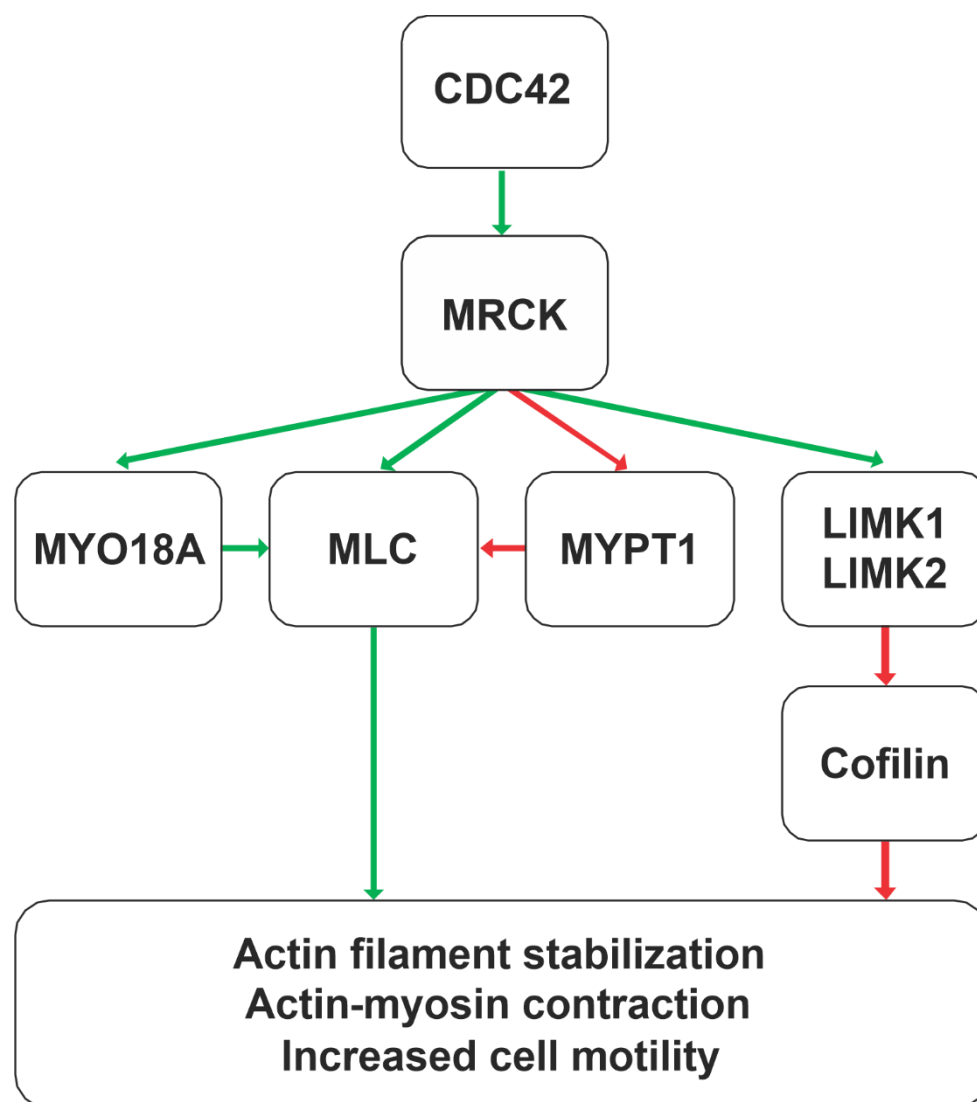 CDC42
MRCK
MYO18A
MLC
MYPT1
LIMK1
LIMK2
Cofilin
Actin filament stabilization
Actin-myosin contraction
Increased cell motility